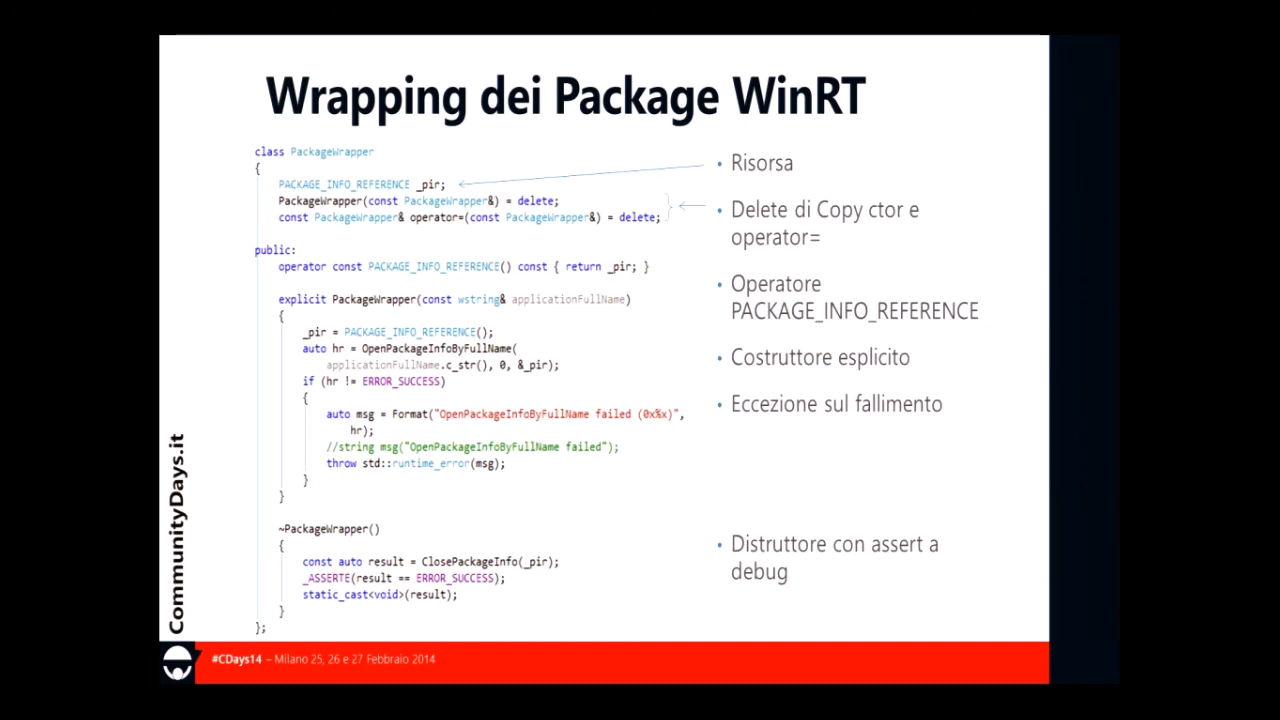 Wrapping dei Package WinRT
class PackageWrapper
{
PACKAGE_INFO_REFERENCE _pir;
PackageWrapper(const PackageWrapper&) = delete;
const PackageWrapper& operator=(const PackageWrapper&) = delete;
public:
operator const PACKAGE_INFO_REFERENCE() const { return _pir; }
explicit PackageWrapper(const wstring& applicationFullName)
{
_pir = PACKAGE_INFO_REFERENCE();
auto hr = OpenPackageInfoByFullName(
applicationFullName.c_str(), 0, &_pir);
if (hr != ERROR_SUCCESS)
{
auto msg = Format("OpenPackageInfoByFullName failed (0x%x)",
hr);
//string msg("OpenPackageInfoByFullName failed");
throw std::runtime_error(msg);
}
}
~PackageWrapper()
{
const auto result = ClosePackageInfo(_pir);
_ASSERTE(result == ERROR_SUCCESS);
static_cast<void>(result);
}
};
• Risorsa
• Delete di Copy ctor e
operator=
• Operatore
PACKAGE_INFO_REFERENCE
• Costruttore esplicito
• Eccezione sul fallimento
• Distruttore con assert a
debug
CommunityDays.it
#CDays14 – Milano 25, 26 e 27 Febbraio 2014